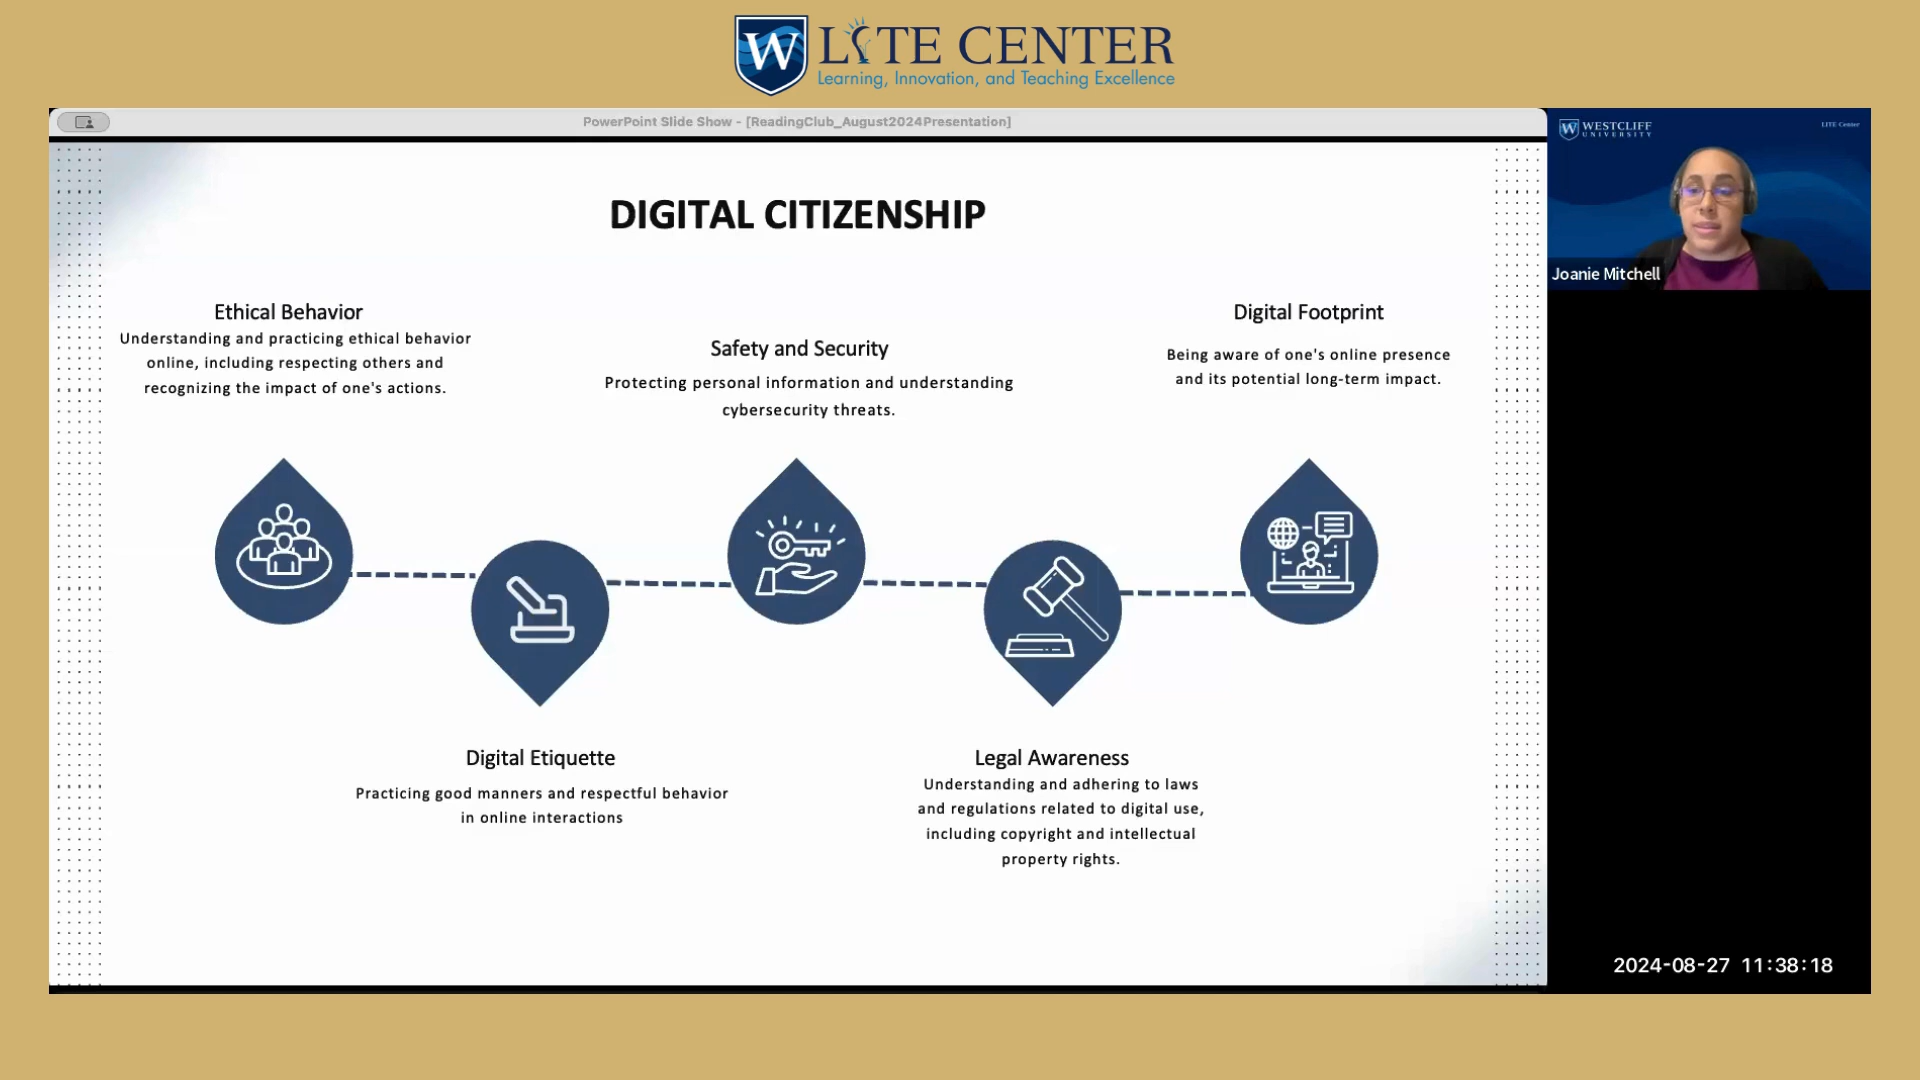 W LiTE CENTER
Learning, Innovation, and Teaching Excellence
PowerPoint Slide Show - [ReadingClub_August2024Presentation]
W WESTCLIFF
UNIVERSITY
LITE Center
Joanie Mitchell
DIGITAL CITIZENSHIP
Ethical Behavior
Understanding and practicing ethical behavior
online, including respecting others and
recognizing the impact of one's actions.
Safety and Security
Protecting personal information and understanding
cybersecurity threats.
Digital Footprint
Being aware of one's online presence
and its potential long-term impact.
Digital Etiquette
Practicing good manners and respectful behavior
in online interactions
Legal Awareness
Understanding and adhering to laws
and regulations related to digital use,
including copyright and intellectual
property rights.
2024-08-27 11:38:18